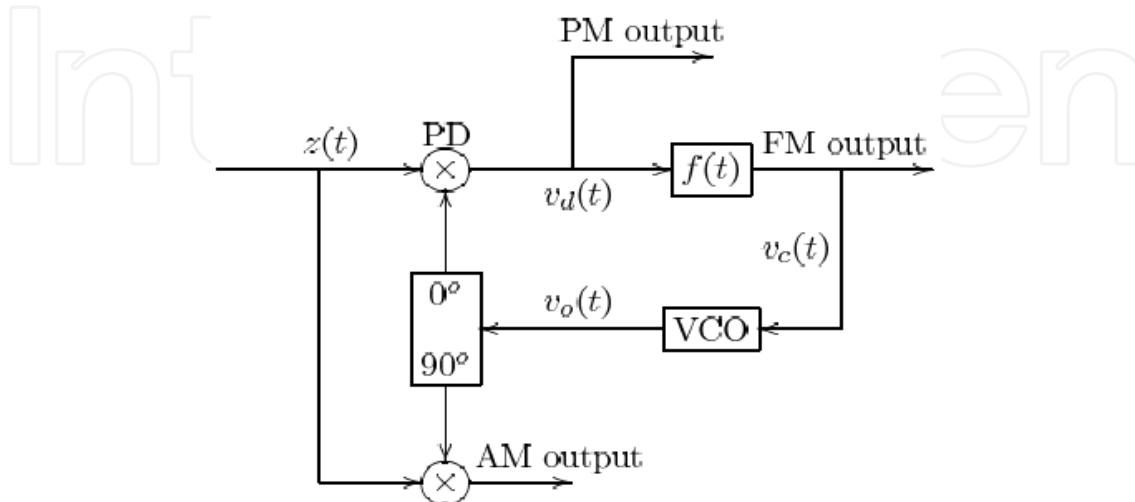 PM output
PD
z(t)
FM output
×
f(t)
v_d(t)
v_c(t)
0°
v_o(t)
VCO
90°
AM output
×